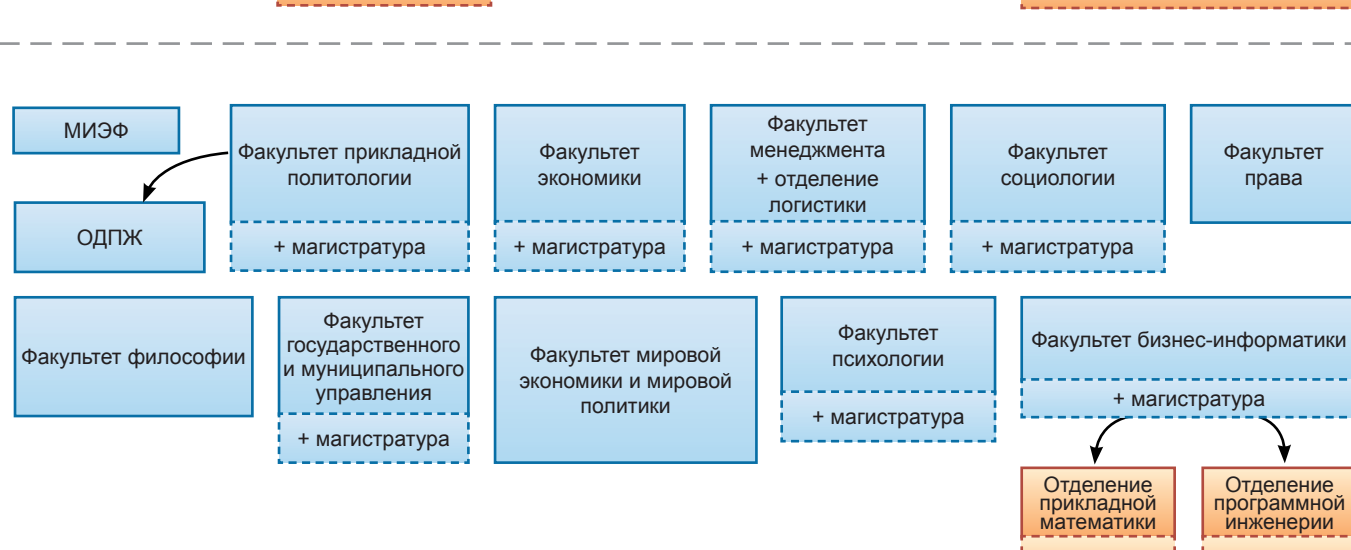 МИЭФ
ОДПЖ
Факультет прикладной
политологии
+ магистратура
Факультет
экономики
+ магистратура
Факультет
менеджмента
+ отделение
логистики
+ магистратура
Факультет
социологии
+ магистратура
Факультет
права
Факультет философии
Факультет
государственного
и муниципального
управления
+ магистратура
Факультет мировой
экономики и мировой
политики
Факультет
психологии
+ магистратура
Факультет бизнес-информатики
+ магистратура
Отделение
прикладной
математики
Отделение
программной
инженерии